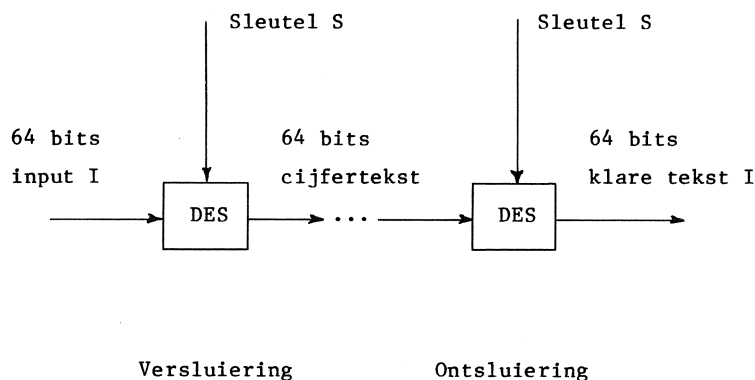 Sleutel S
Sleutel S
64 bits
input I
64 bits
cijfertekst
64 bits
klare tekst I
DES
...
DES
Versluiering
Ontsluiering